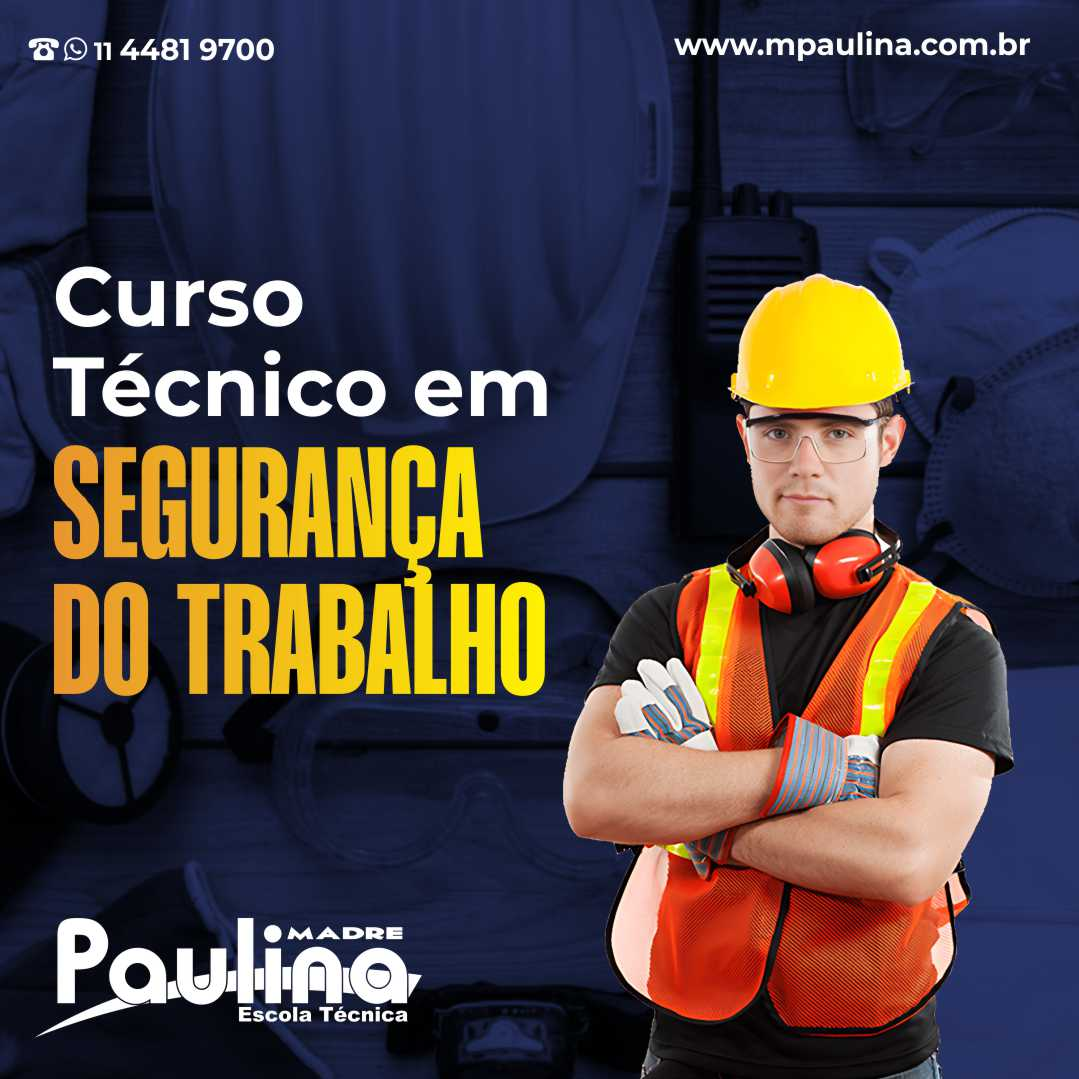 11 4481 9700
www.mpaulina.com.br
Curso
Técnico em
SEGURANÇA
DO TRABALHO
MADRE
Paulina
Escola Técnica